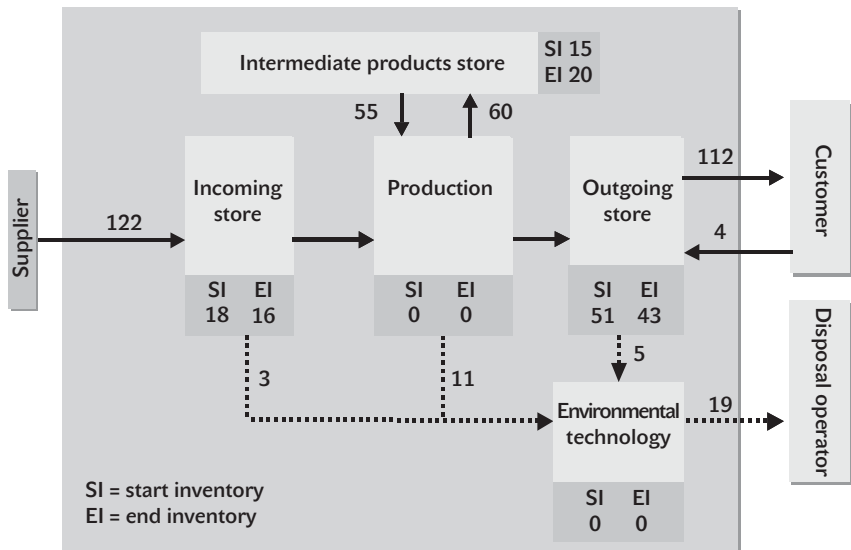 Intermediate products store
SI 15
EI 20
55
60
Supplier
122
Incoming
store
SI EI
18 16
Production
SI EI
0 0
Outgoing
store
SI EI
51 43
112
4
Customer
3
11
5
Environmental
technology
SI EI
0 0
19
Disposal operator
SI = start inventory
EI = end inventory